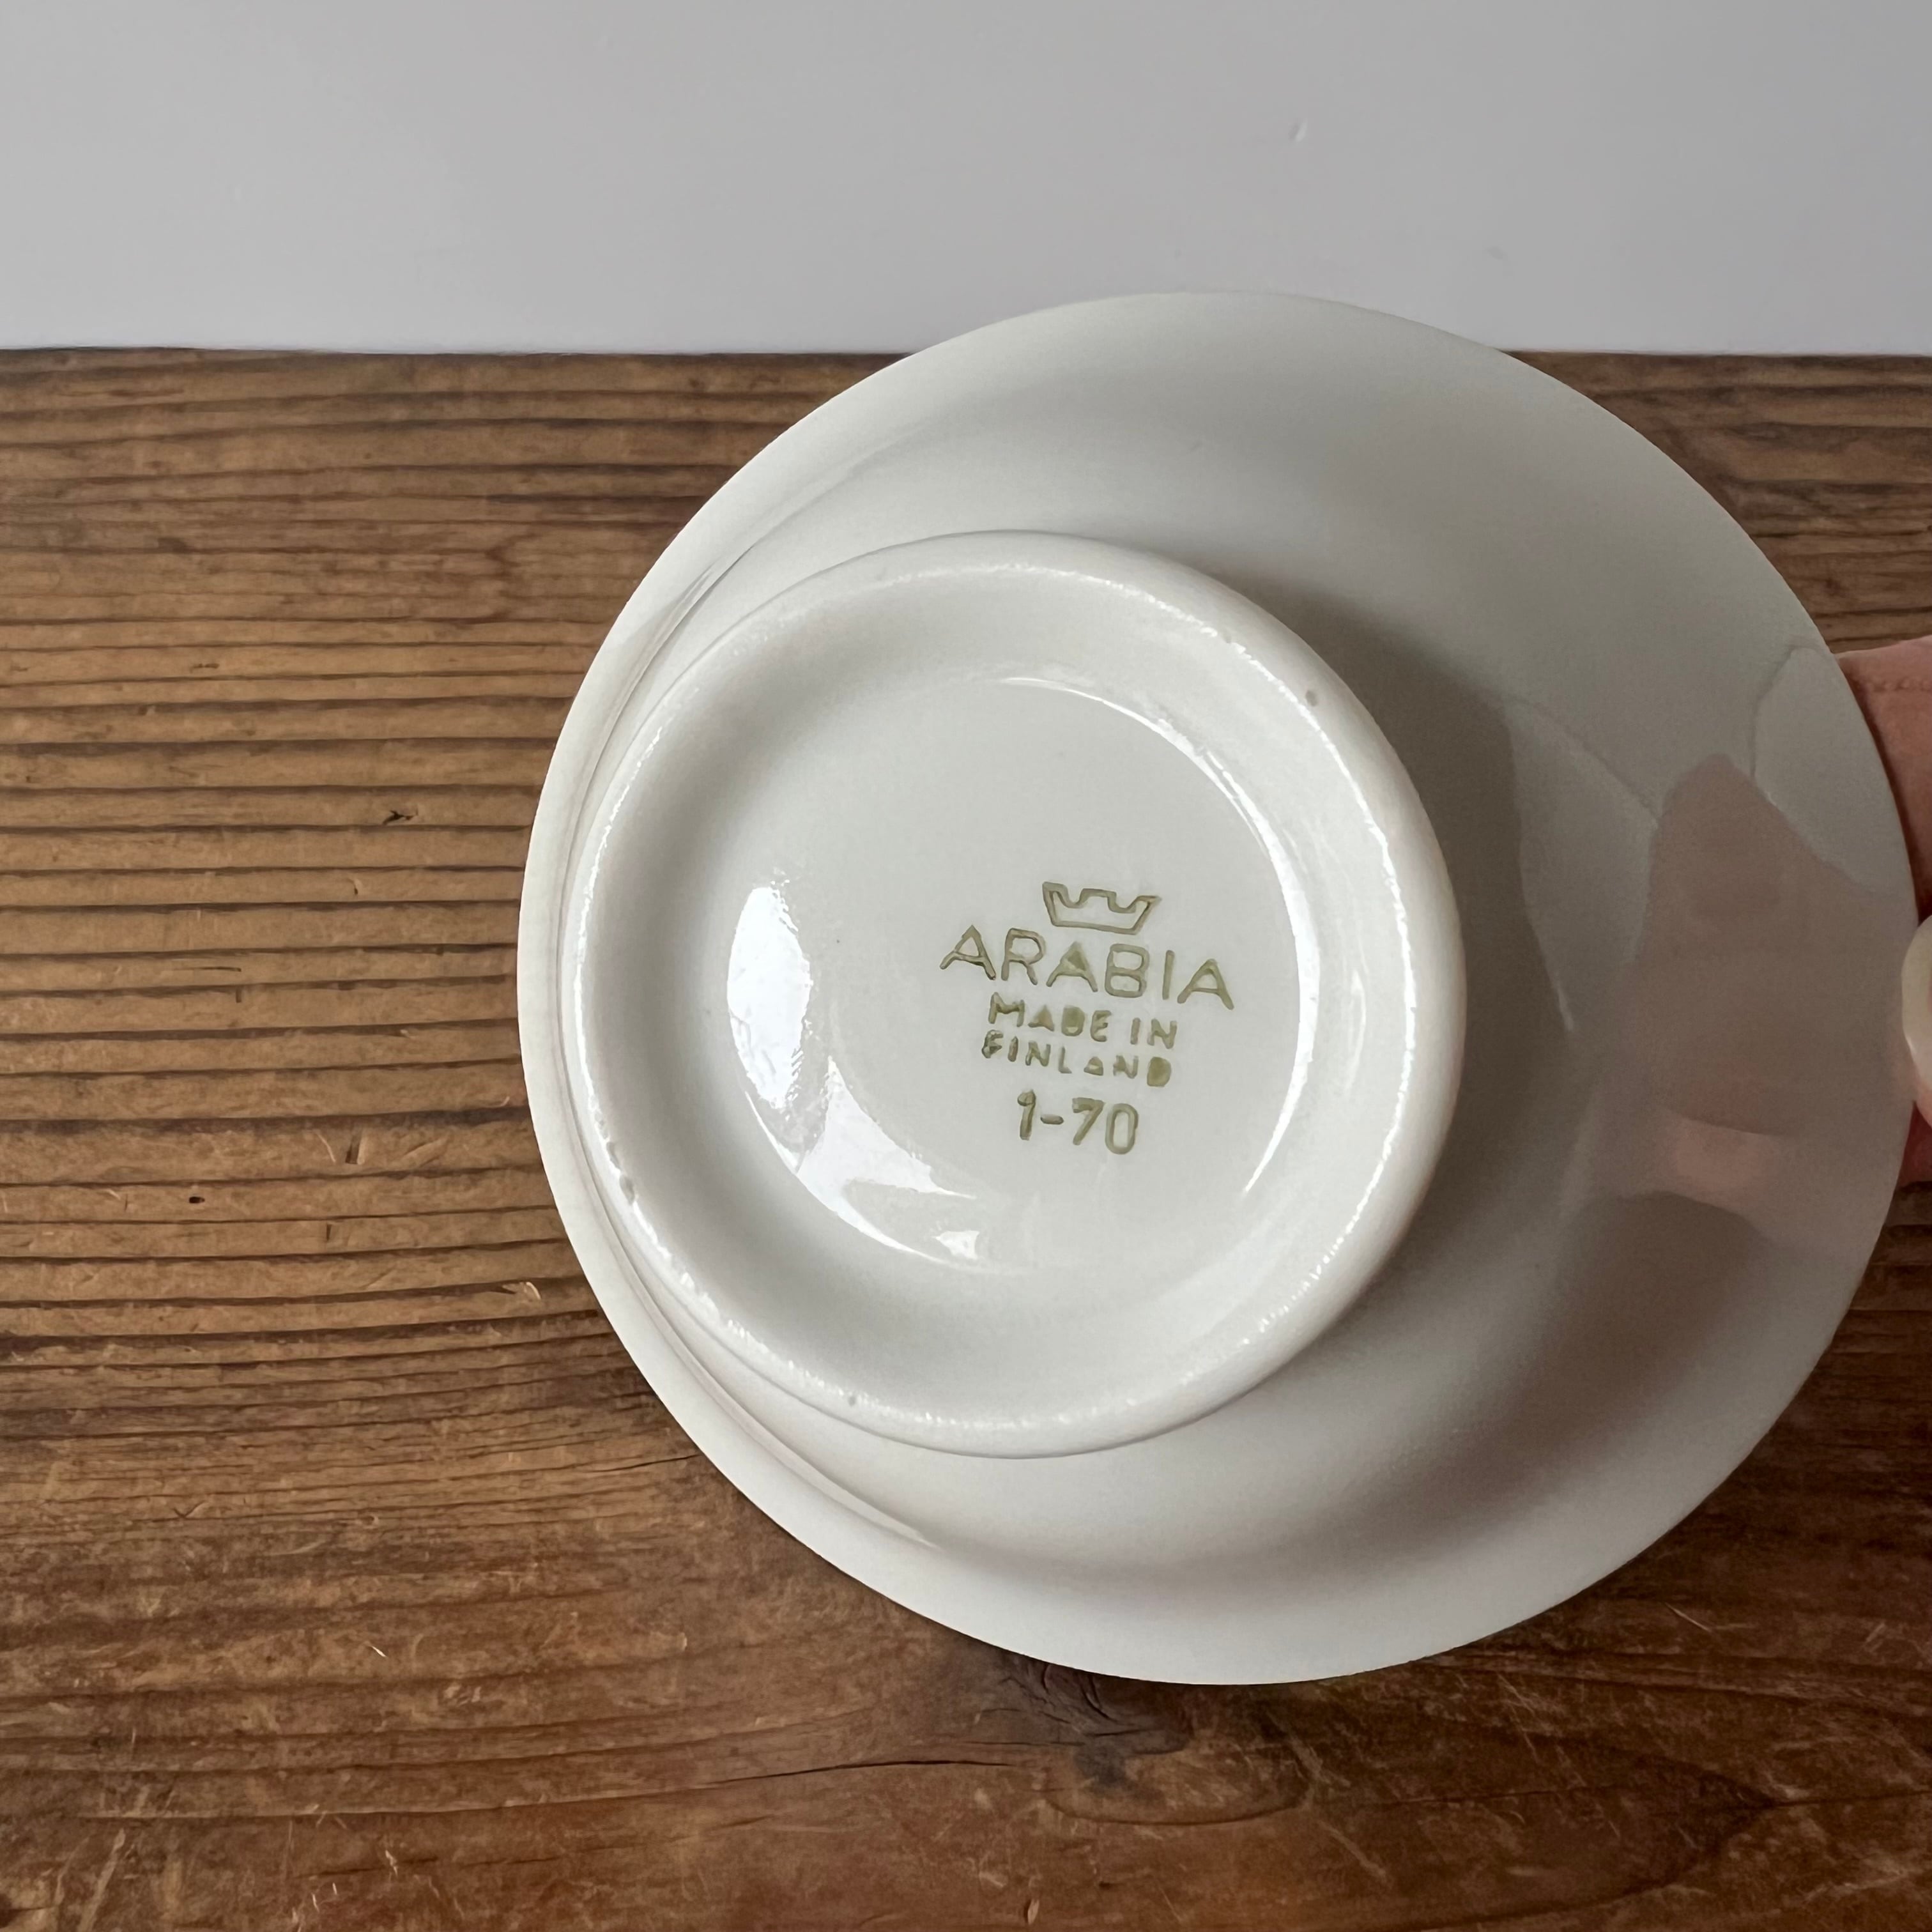 ARABIA
MADE IN
FINLAND
1-70